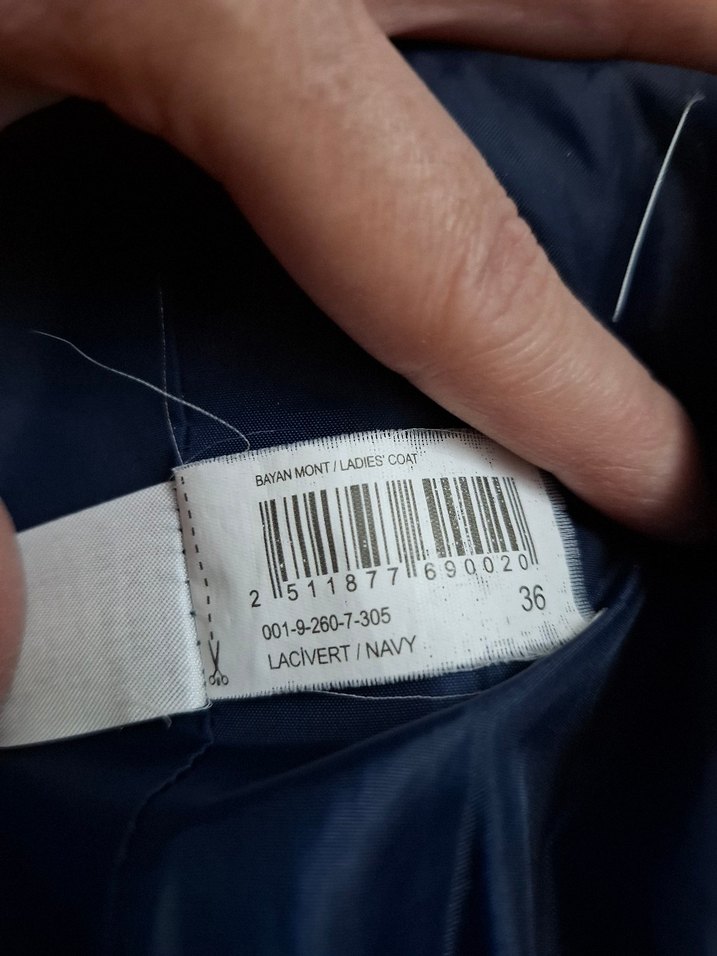 BAYAN MONT / LADIES' COAT
2 511877 690020
001-9-260-7-305
36
LACİVERT / NAVY